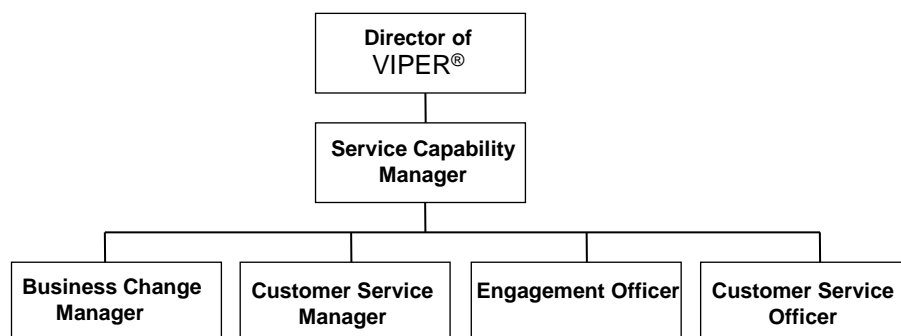 Director of
VIPER®
Service Capability
Manager
Business Change
Manager
Customer Service
Manager
Engagement Officer
Customer Service
Officer